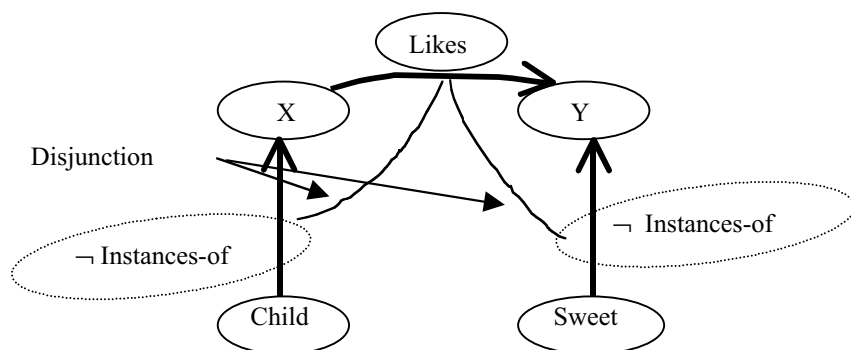 Likes
X
Y
Disjunction
¬ Instances-of
¬ Instances-of
Child
Sweet